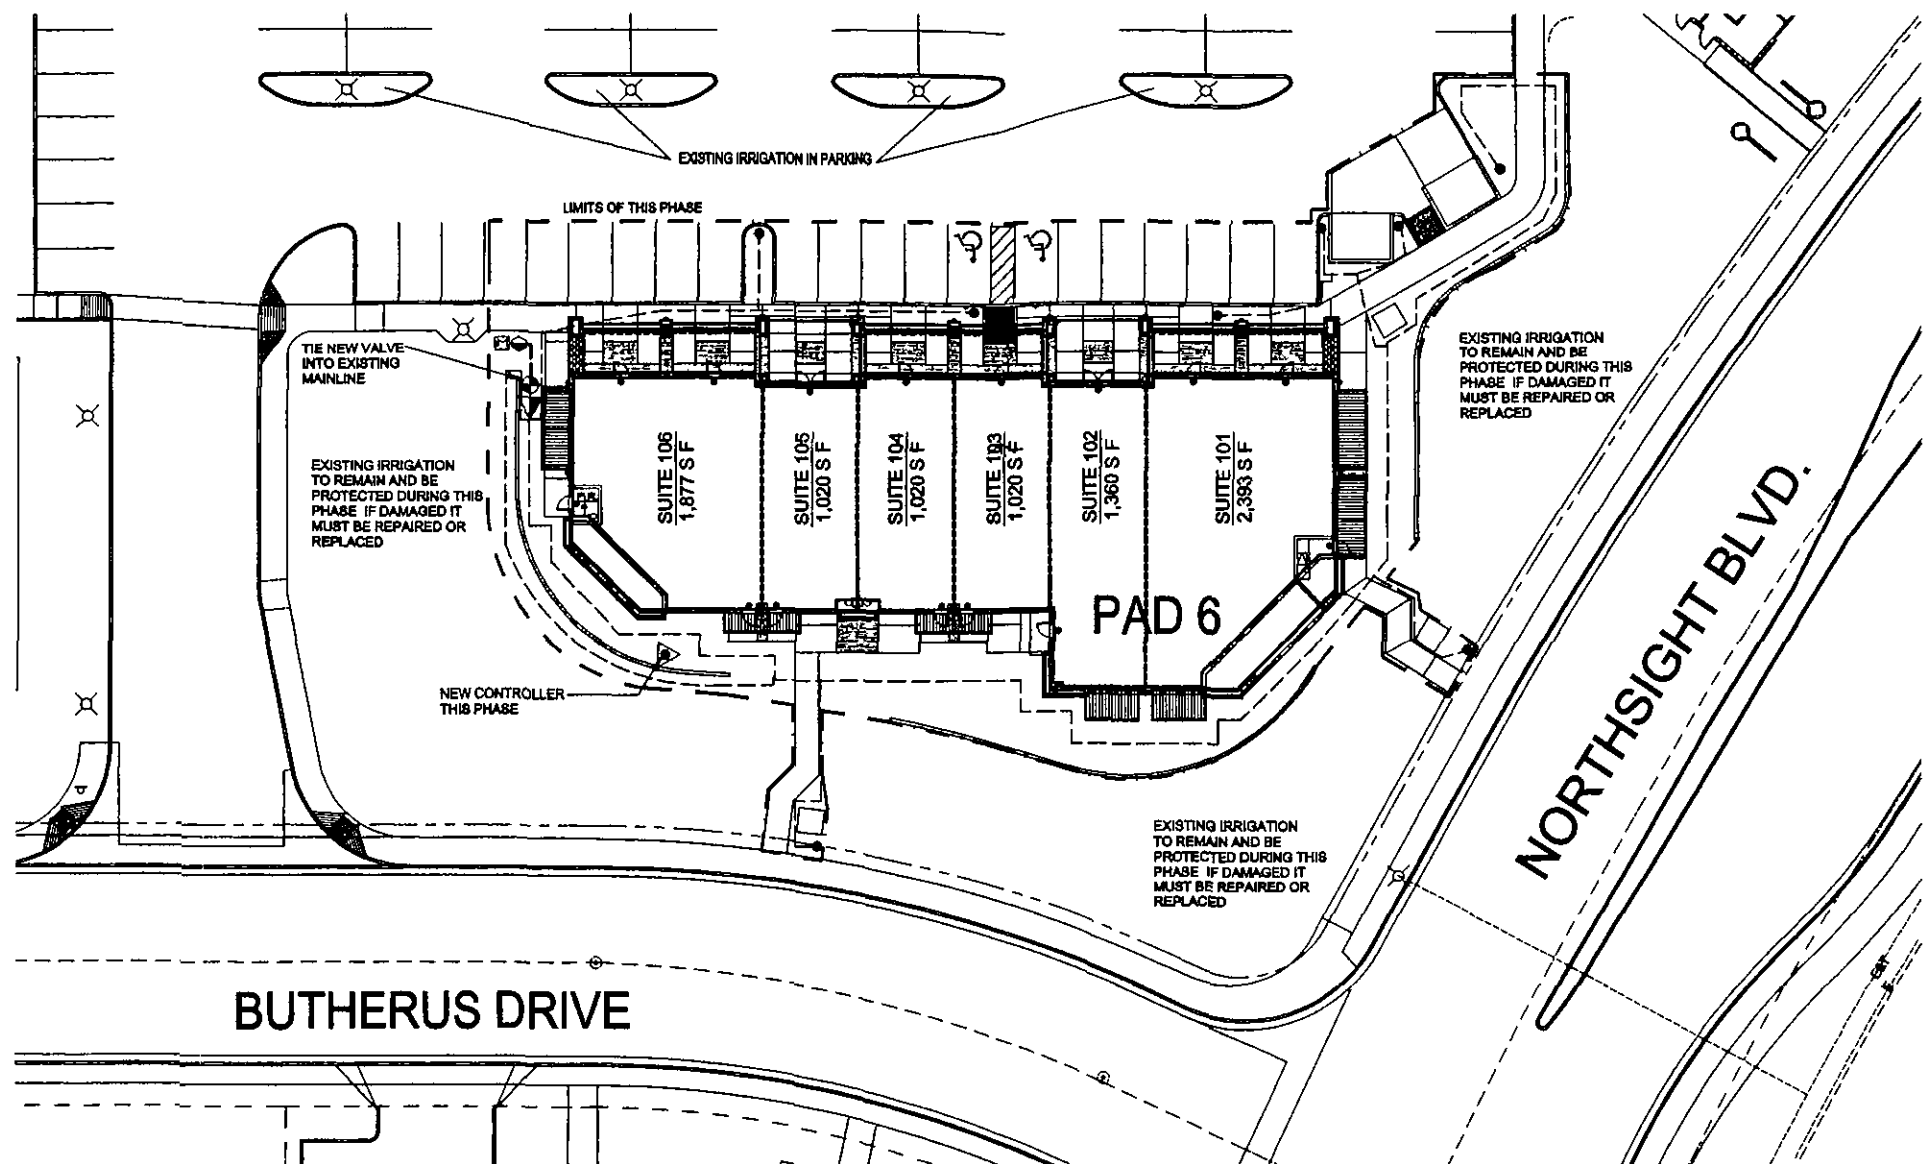 EXISTING IRRIGATION IN PARKING
LIMITS OF THIS PHASE
TIE NEW VALVE
INTO EXISTING
MAINLINE
EXISTING IRRIGATION
TO REMAIN AND BE
PROTECTED DURING THIS
PHASE IF DAMAGED IT
MUST BE REPAIRED OR
REPLACED
EXISTING IRRIGATION
TO REMAIN AND BE
PROTECTED DURING THIS
PHASE IF DAMAGED IT
MUST BE REPAIRED OR
REPLACED
SUITE 106
1,877 S F
SUITE 105
1,020 S F
SUITE 104
1,020 S F
SUITE 103
1,020 S F
SUITE 102
1,360 S F
SUITE 101
2,393 S F
PAD 6
NEW CONTROLLER
THIS PHASE
NORTHSIGHT BLVD.
EXISTING IRRIGATION
TO REMAIN AND BE
PROTECTED DURING THIS
PHASE IF DAMAGED IT
MUST BE REPAIRED OR
REPLACED
BUTHERUS DRIVE